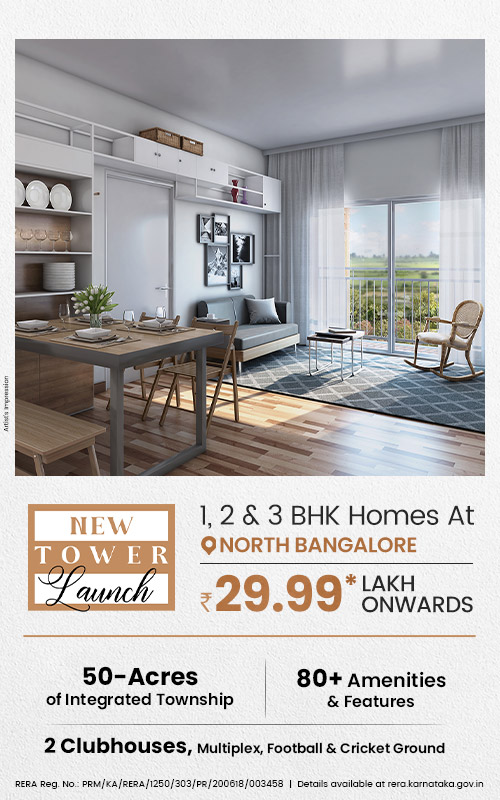 Artist's Impression
NEW
TOWER
Launch
1, 2 & 3 BHK Homes At
NORTH BANGALORE
₹29.99* LAKH
ONWARDS
50-Acres
of Integrated Township
80+ Amenities
& Features
2 Clubhouses, Multiplex, Football & Cricket Ground
RERA Reg. No.: PRM/KA/RERA/1250/303/PR/200618/003458 | Details available at rera.karnataka.gov.in